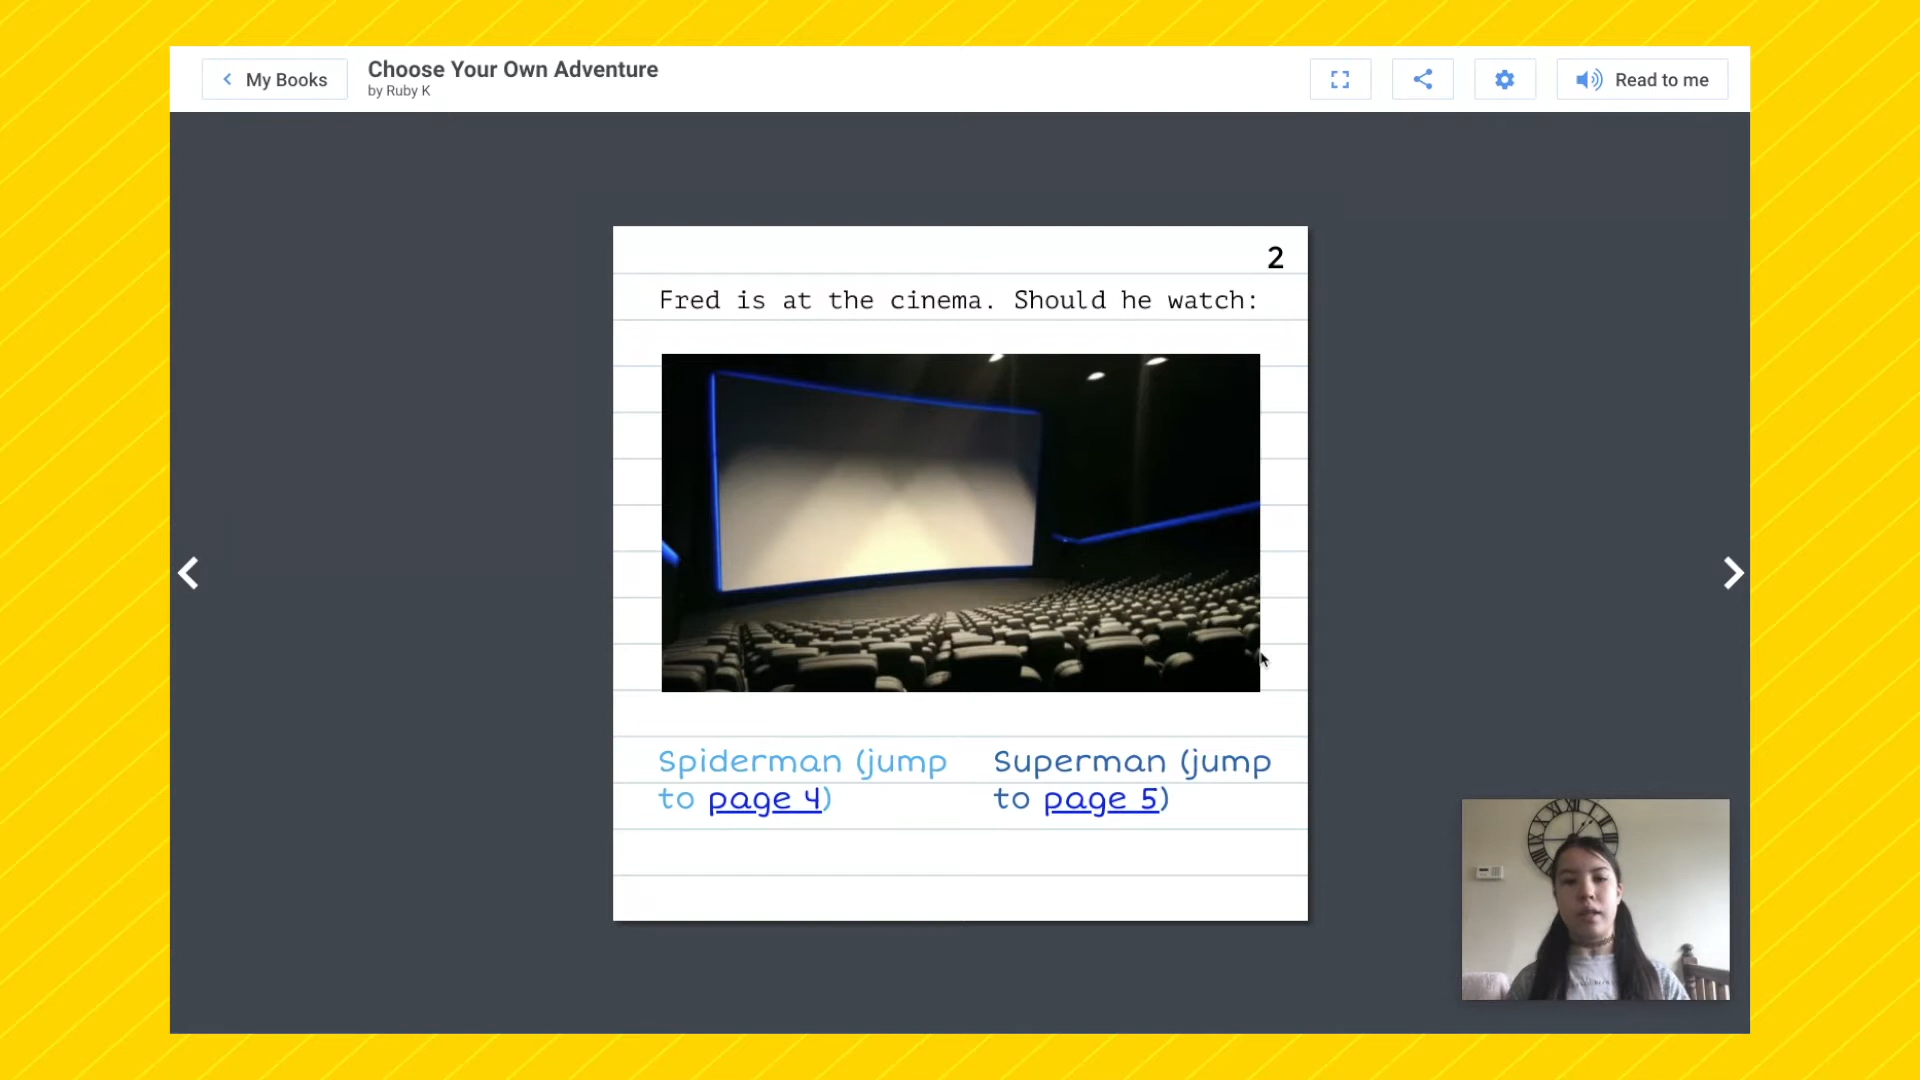 My Books
Choose Your Own Adventure
by Ruby K
Read to me
2
Fred is at the cinema. Should he watch:
Spiderman (jump
to page 4)
Superman (jump
to page 5)